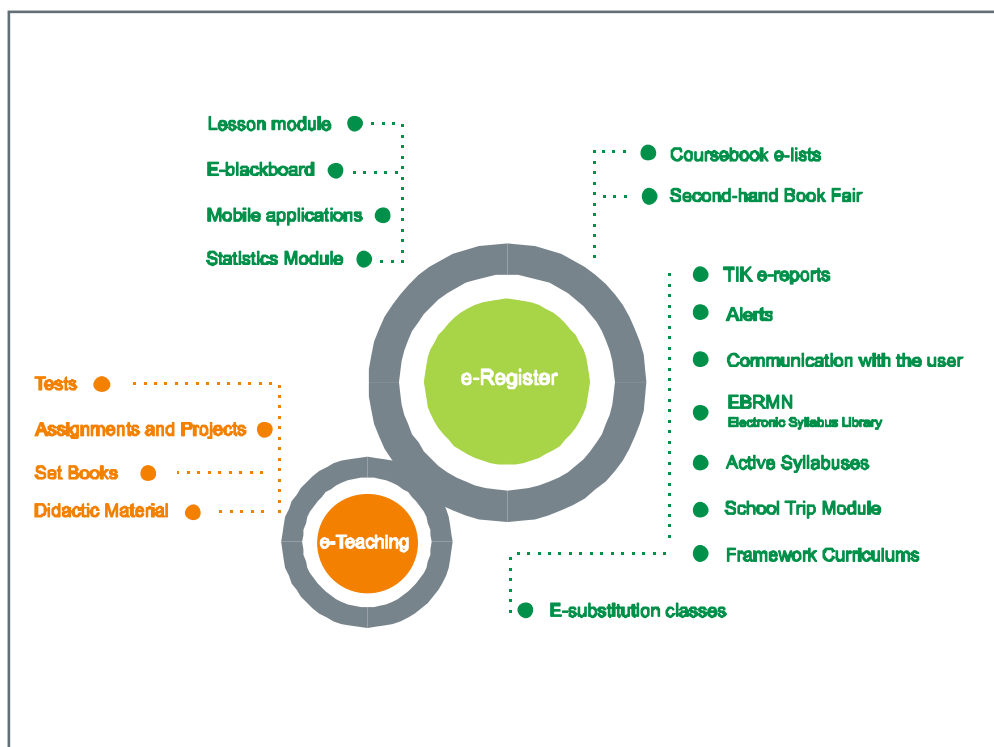 Lesson module
E-blackboard
Mobile applications
Statistics Module
Coursebook e-lists
Second-hand Book Fair
TIK e-reports
Alerts
Communication with the user
EBRMN
Electronic Syllabus Library
Active Syllabuses
School Trip Module
Framework Curriculums
E-substitution classes
e-Register
Tests
Assignments and Projects
Set Books
Didactic Material
e-Teaching